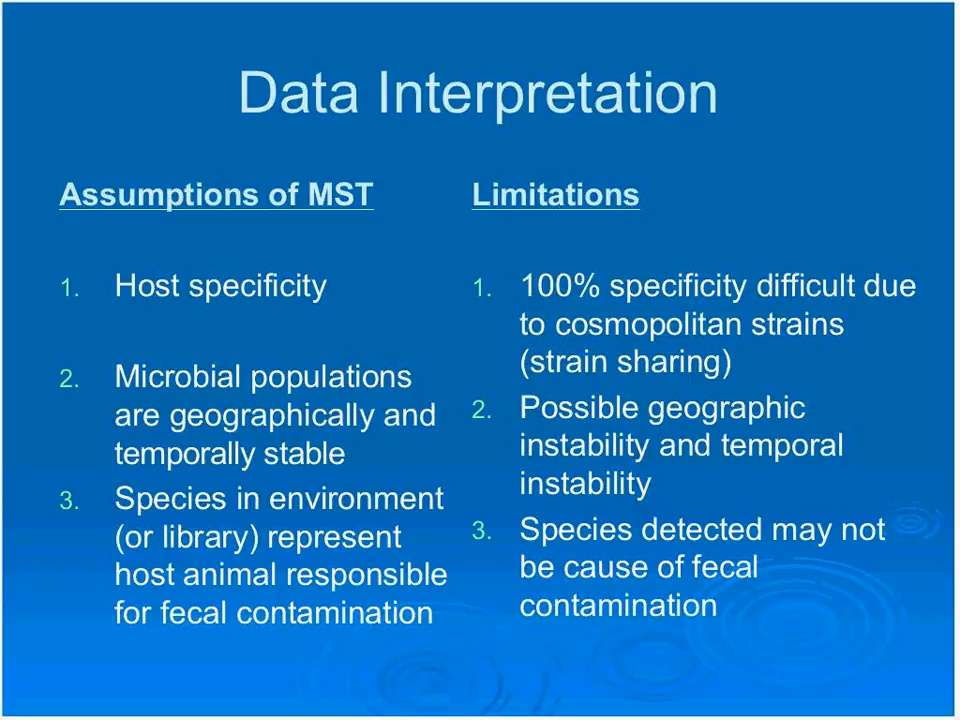 Data Interpretation
Assumptions of MST
1. Host specificity
2. Microbial populations
are geographically and
temporally stable
3. Species in environment
(or library) represent
host animal responsible
for fecal contamination
Limitations
1. 100% specificity difficult due
to cosmopolitan strains
(strain sharing)
2. Possible geographic
instability and temporal
instability
3. Species detected may not
be cause of fecal
contamination